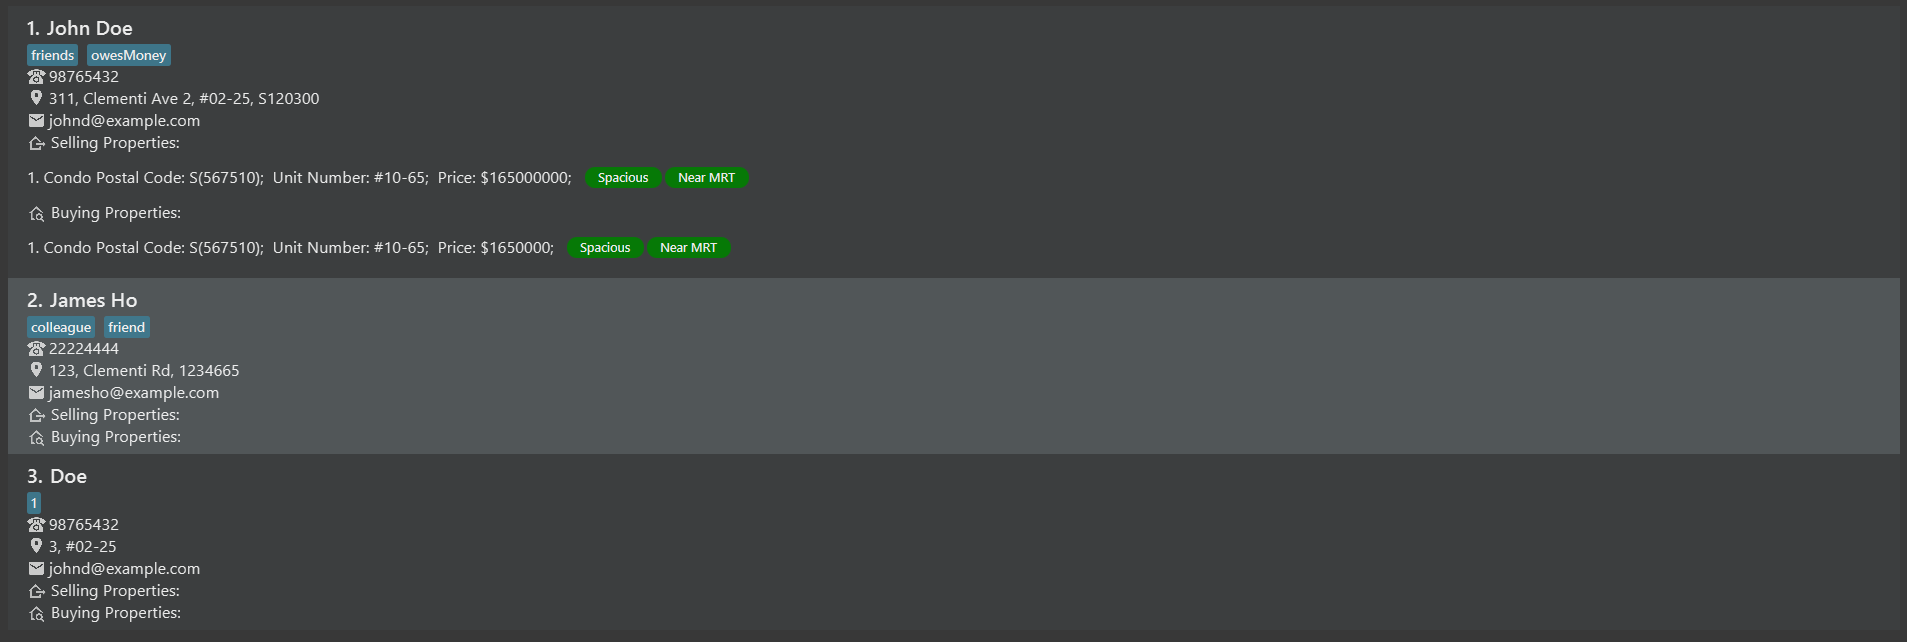 1. John Doe
friends owesMoney
98765432
311, Clementi Ave 2, #02-25, S120300
johnd@example.com
Selling Properties:
1. Condo Postal Code: S(567510); Unit Number: #10-65; Price: $165000000; Spacious Near MRT
Buying Properties:
1. Condo Postal Code: S(567510); Unit Number: #10-65; Price: $1650000; Spacious Near MRT
2. James Ho
colleague friend
22224444
123, Clementi Rd, 1234665
jamesho@example.com
Selling Properties:
Buying Properties:
3. Doe
1
98765432
3, #02-25
johnd@example.com
Selling Properties:
Buying Properties: